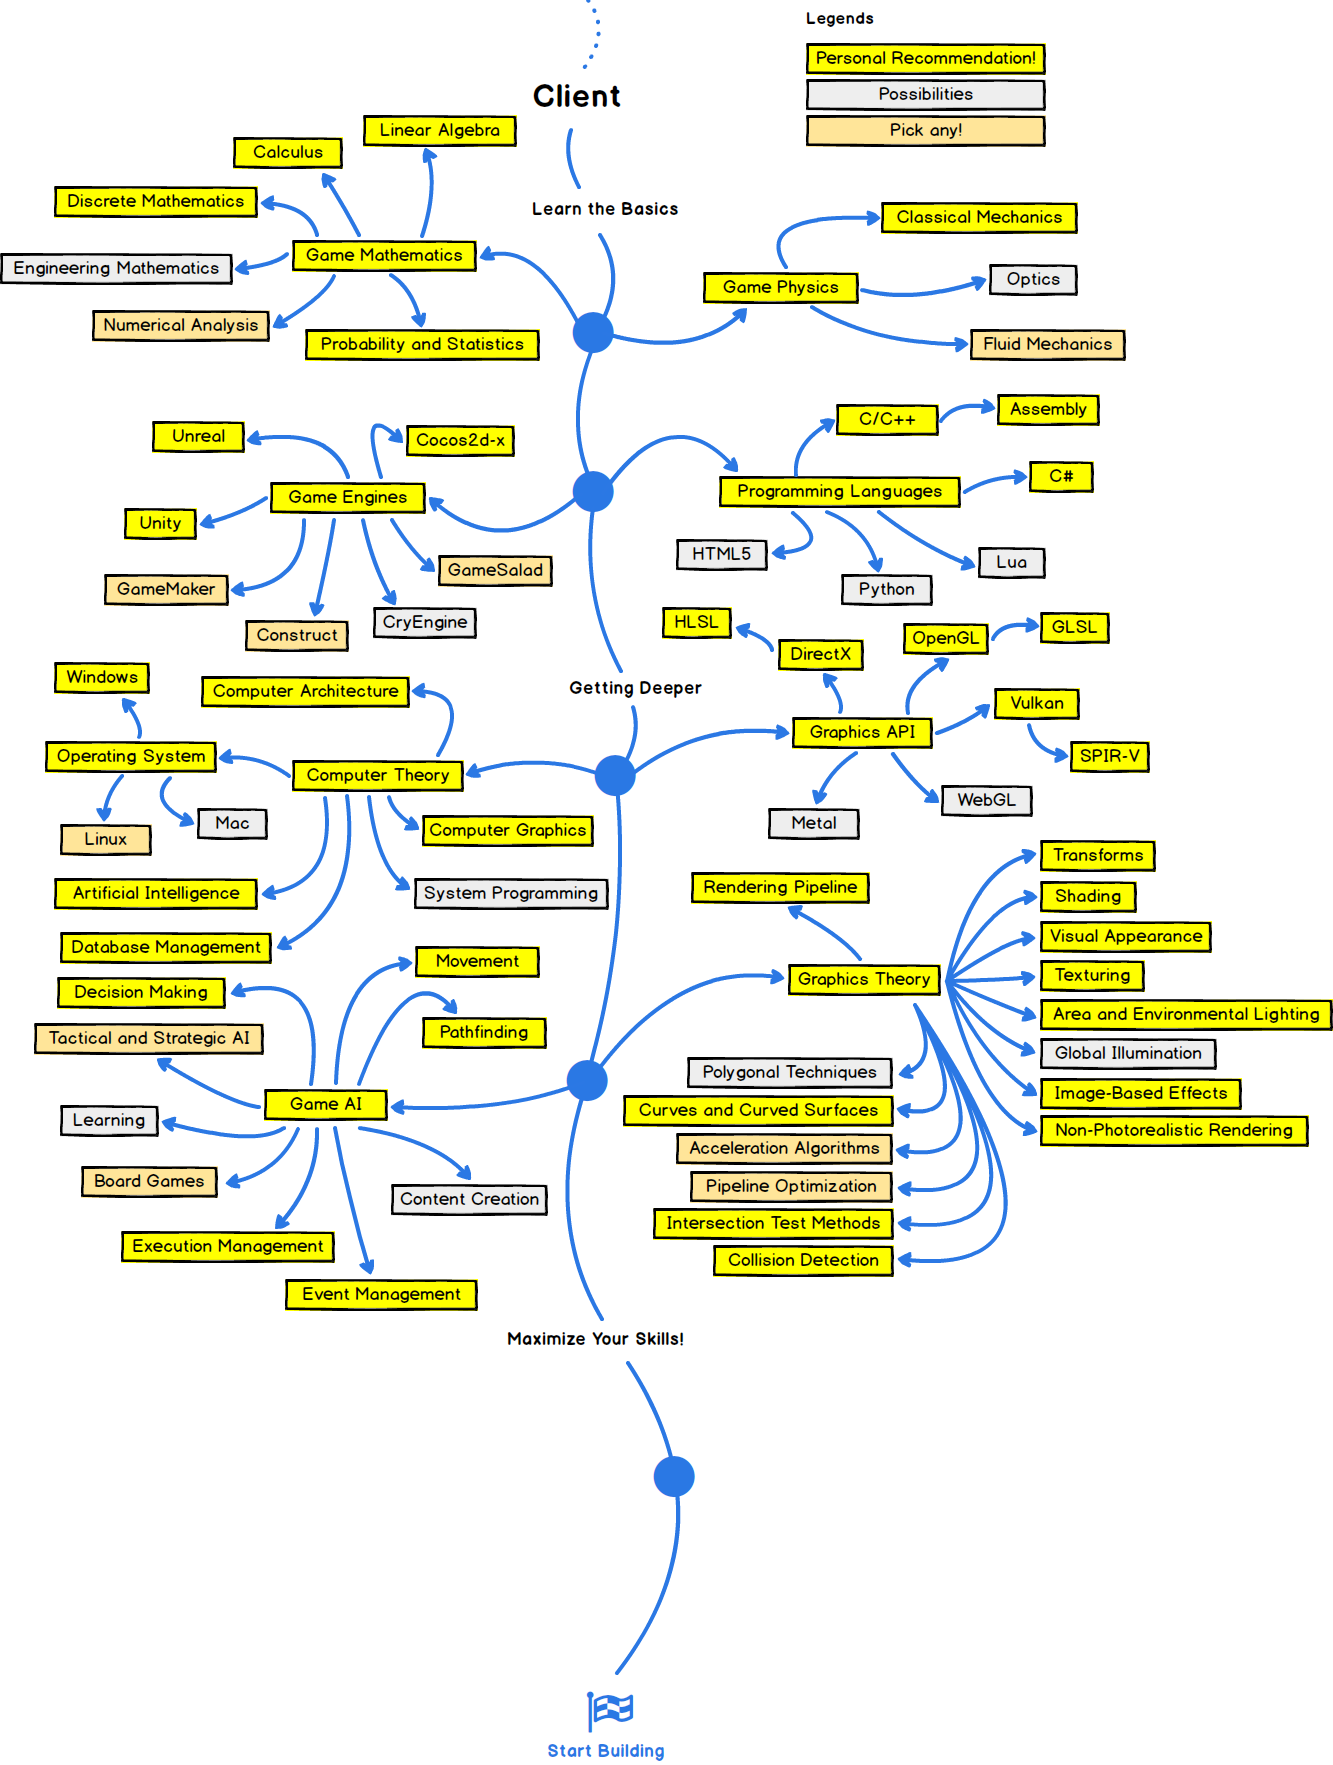 Legends
Personal Recommendation!
Possibilities
Pick any!
Client
Learn the Basics
Linear Algebra
Calculus
Discrete Mathematics
Game Mathematics
Engineering Mathematics
Numerical Analysis
Probability and Statistics
Classical Mechanics
Game Physics
Optics
Fluid Mechanics
Unreal
Cocos2d-x
Game Engines
Unity
GameMaker
Construct
CryEngine
GameSalad
C/C++
Assembly
Programming Languages
C#
HTML5
Python
Lua
Getting Deeper
Windows
Computer Architecture
Operating System
Computer Theory
Linux
Mac
Computer Graphics
Artificial Intelligence
System Programming
Database Management
HLSL
DirectX
OpenGL
GLSL
Graphics API
Vulkan
SPIR-V
Metal
WebGL
Decision Making
Movement
Pathfinding
Tactical and Strategic AI
Game AI
Learning
Board Games
Content Creation
Execution Management
Event Management
Rendering Pipeline
Graphics Theory
Transforms
Shading
Visual Appearance
Texturing
Area and Environmental Lighting
Global Illumination
Image-Based Effects
Non-Photorealistic Rendering
Polygonal Techniques
Curves and Curved Surfaces
Acceleration Algorithms
Pipeline Optimization
Intersection Test Methods
Collision Detection
Maximize Your Skills!
Start Building